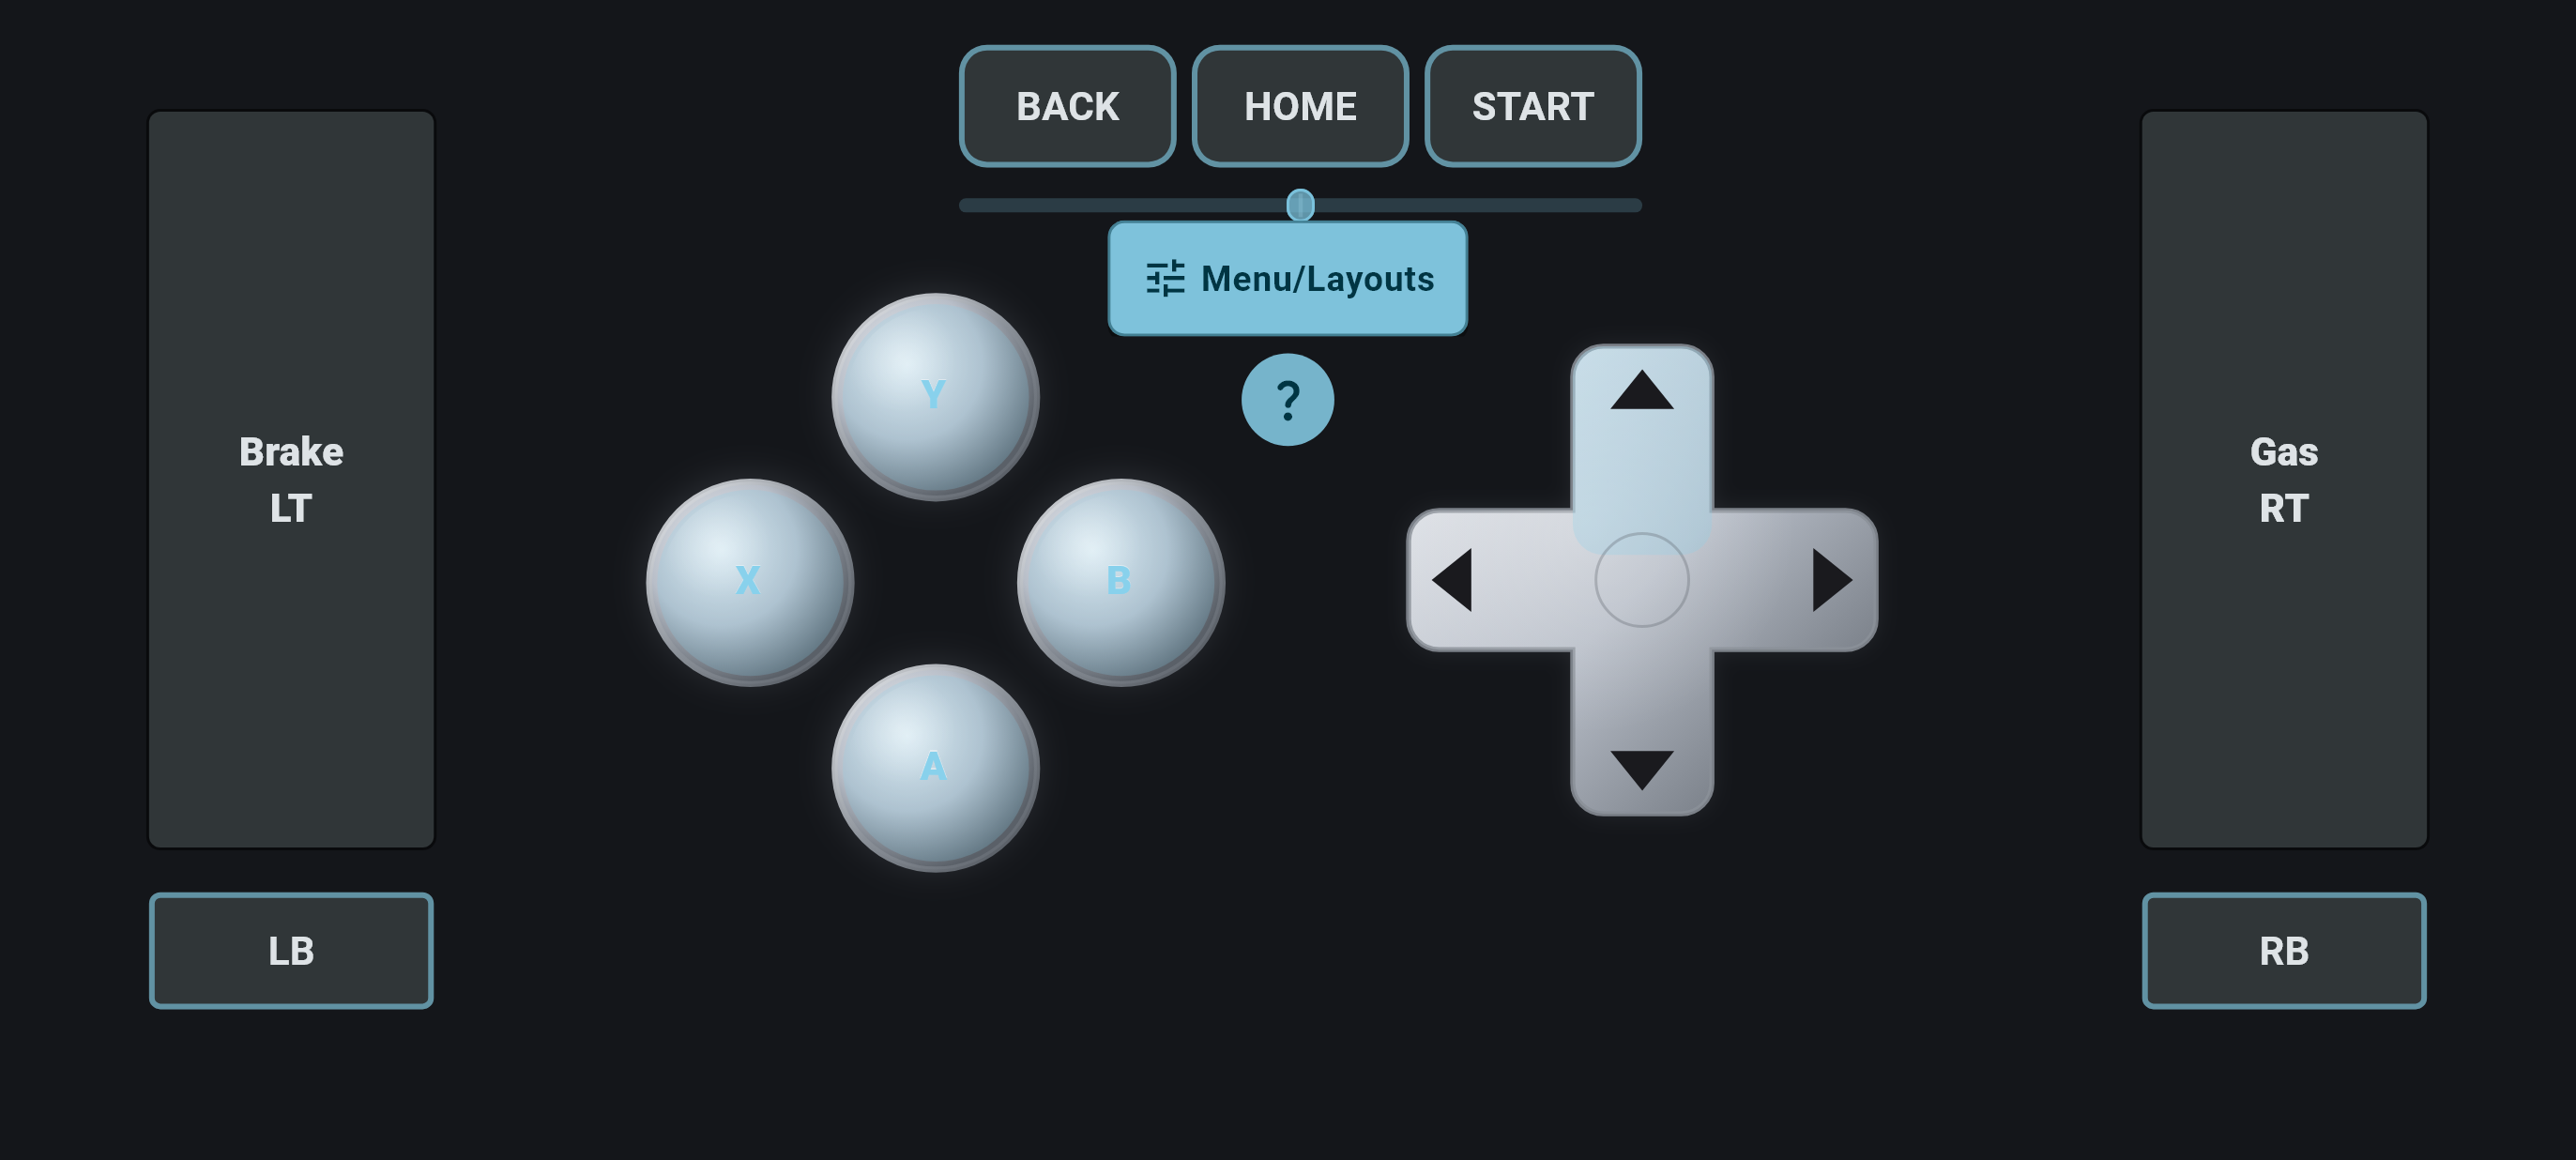 BACK
HOME
START
Menu/Layouts
?
Brake
LT
Y
X
B
A
Gas
RT
LB
RB